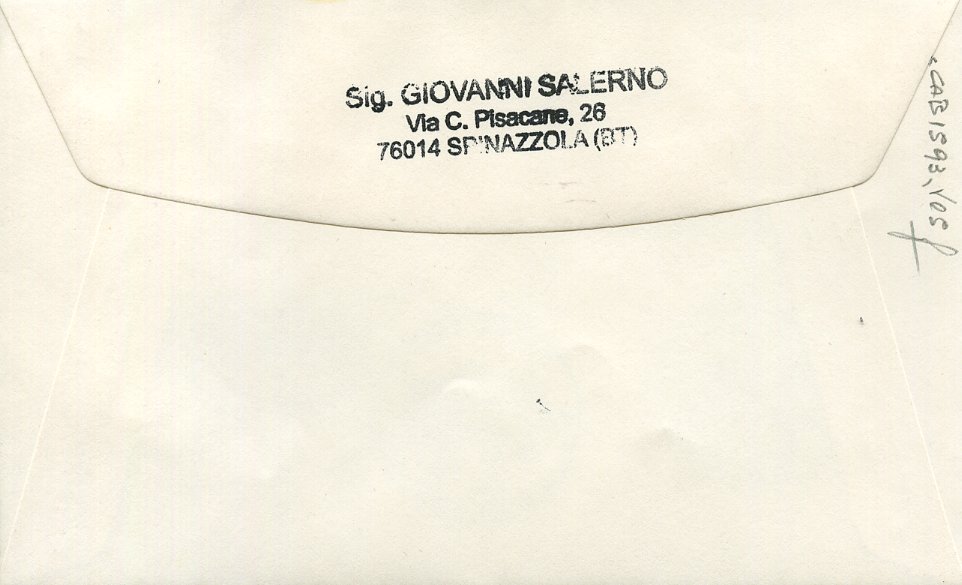 Sig. GIOVANNI SALERNO
Via C. Pisacane, 26
76014 SPINAZZOLA (BT)